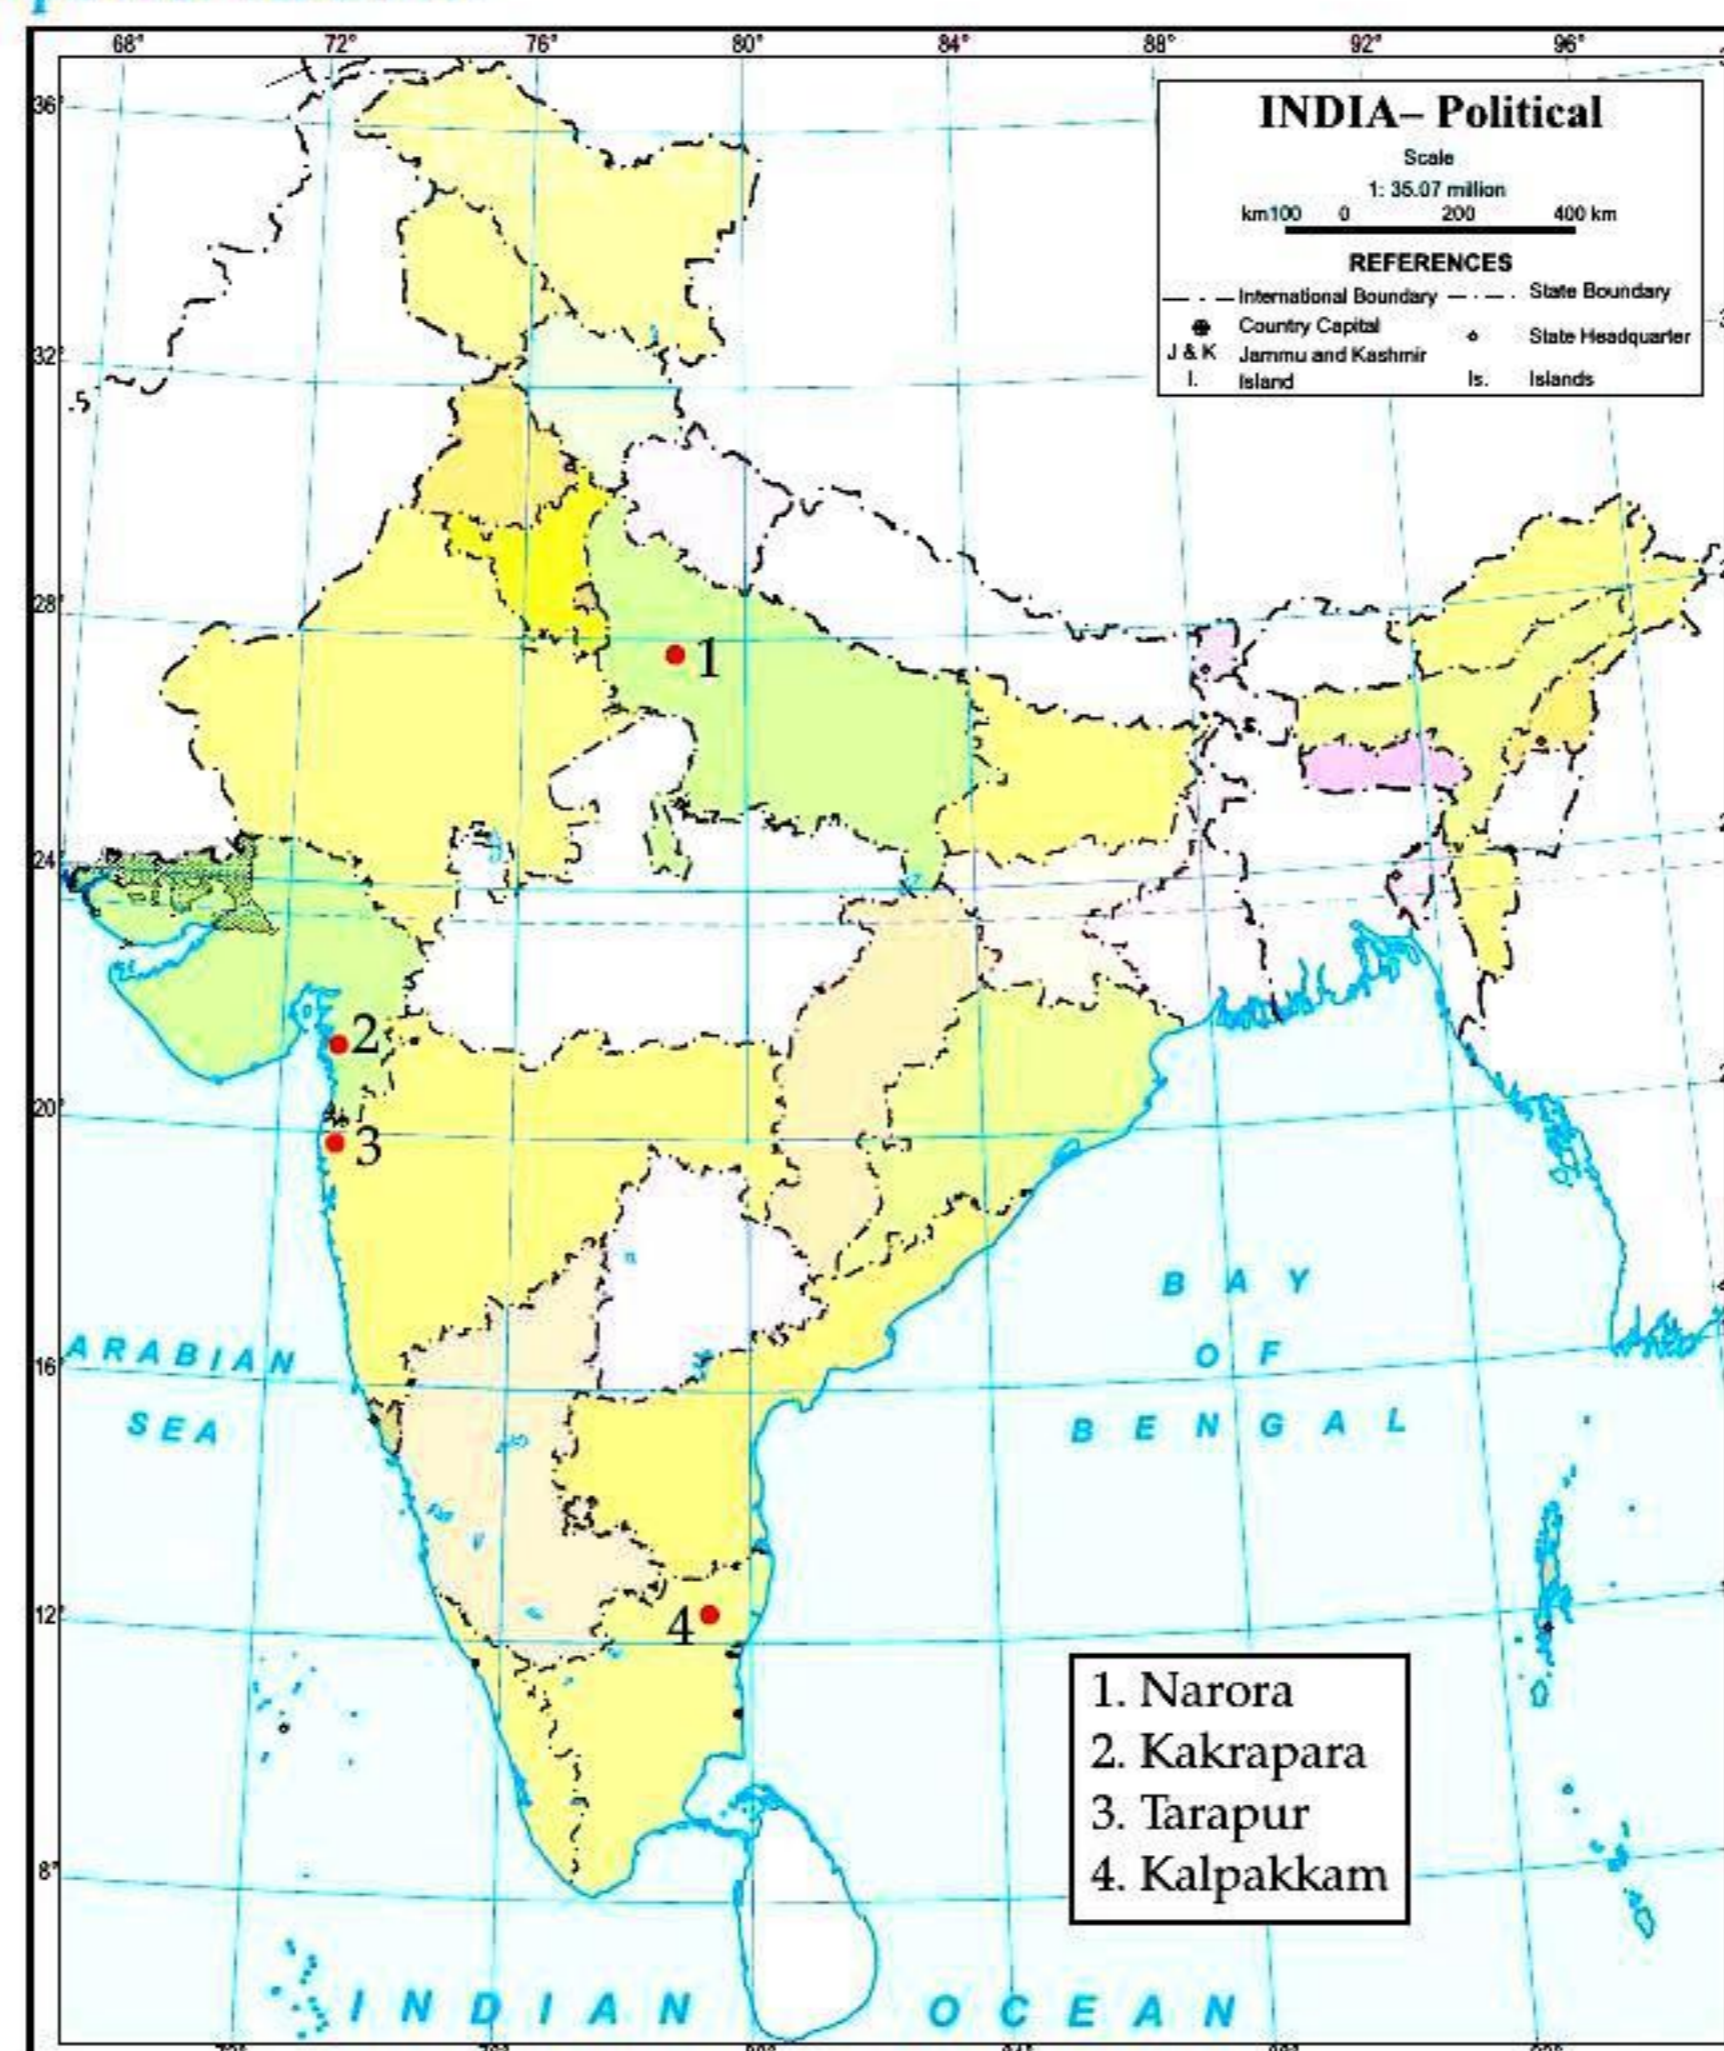 68° 72° 76° 80° 84° 88° 92° 96°
36°
32°
28°
24
20°
16°
12°
8°
INDIA– Political
Scale
1: 35.07 million
km100 0 200 400 km
REFERENCES
International Boundary State Boundary
Country Capital State Headquarter
J & K Jammu and Kashmir
I. Island Is. Islands
.5
1
2
3
4
ARABIAN
SEA
BAY
OF
BENGAL
INDIAN OCEAN
1. Narora
2. Kakrapara
3. Tarapur
4. Kalpakkam